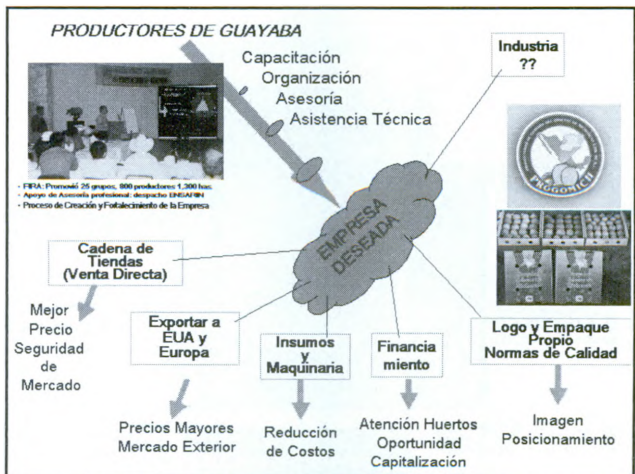 PRODUCTORES DE GUAYABA
Capacitación
Organización
Asesoría
Asistencia Técnica
Industria
??
- FIRA: Promovió 25 grupos, 800 productores 1,300 has.
- Apoyo de Asesoría profesional: despacho
- Proceso de Creación y Fortalecimiento de la Empresa
EMPRESA
DESEADA
PROGOMICH
Cadena de
Tiendas
(Venta Directa)
Mejor
Precio
Seguridad
de
Mercado
Exportar a
EUA y
Europa
Precios Mayores
Mercado Exterior
Insumos
y
Maquinaria
Reducción
de Costos
Financia
miento
Atención Huertos
Oportunidad
Capitalización
Logo y Empaque
Propio
Normas de Calidad
Imagen
Posicionamiento